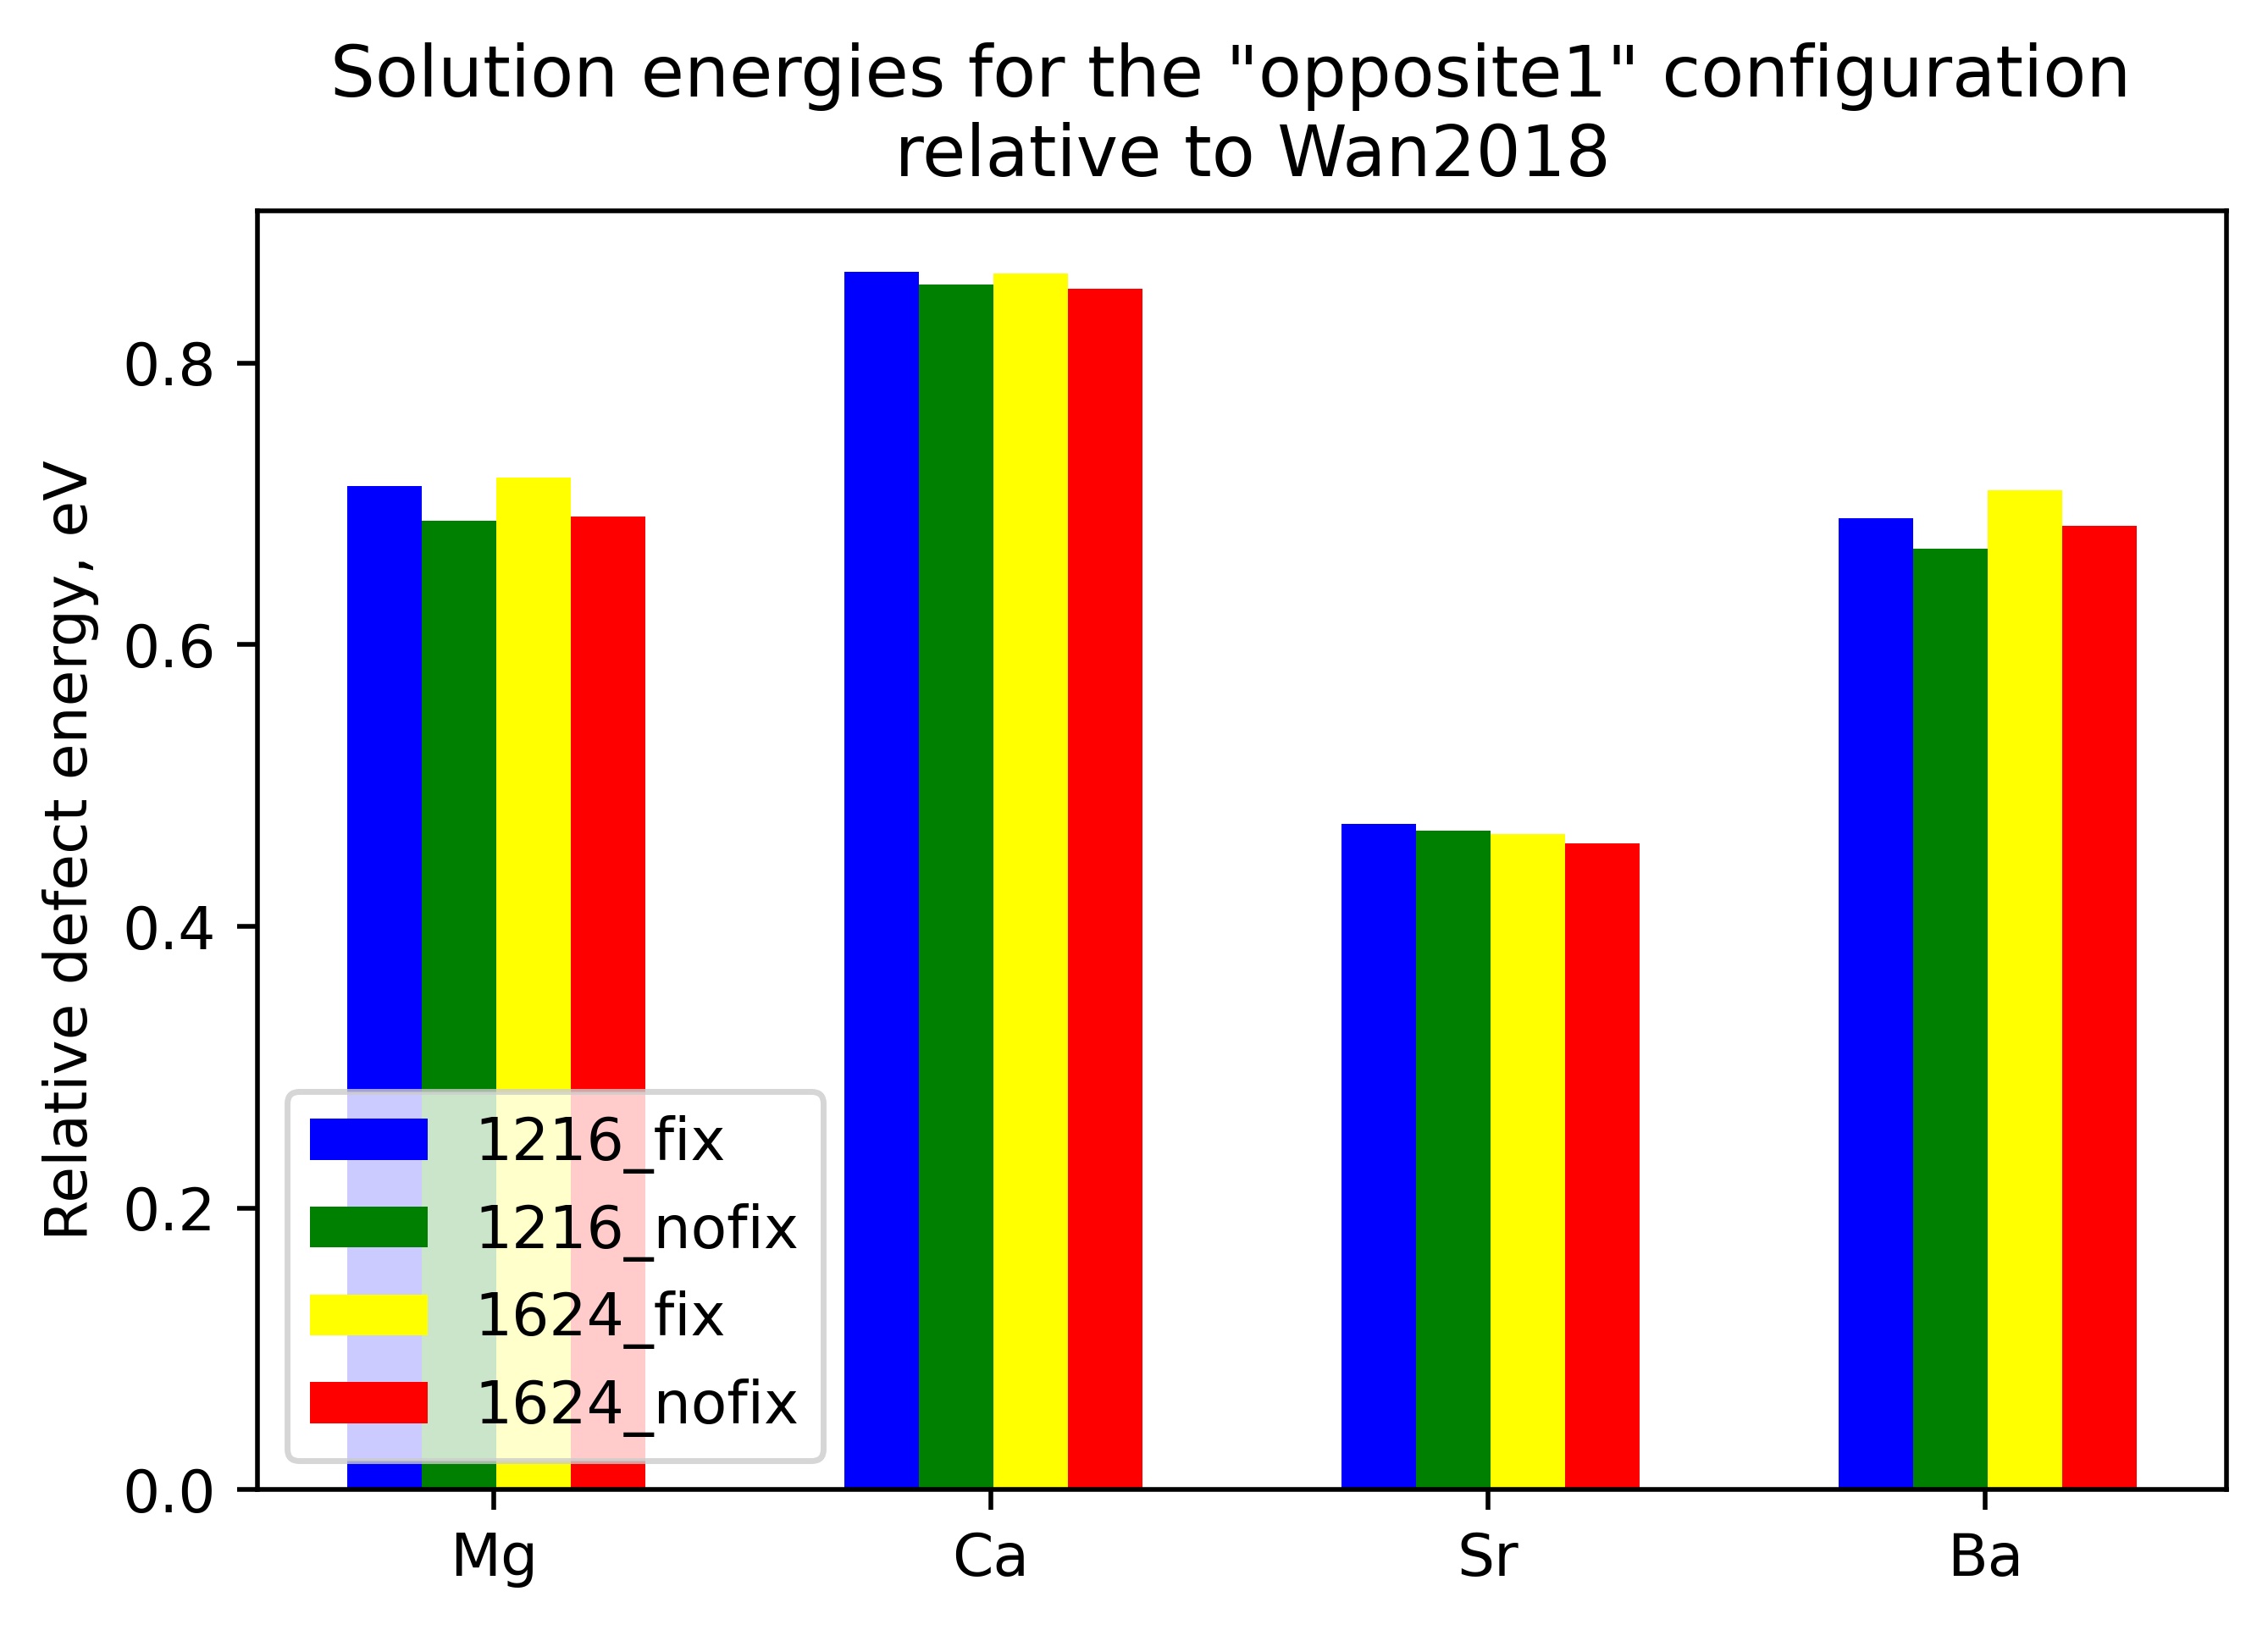 Solution energies for the "opposite1" configuration
relative to Wan2018
Relative defect energy, eV
0.8
0.6
0.4
0.2
0.0
1216_fix
1216_nofix
1624_fix
1624_nofix
Mg
Ca
Sr
Ba